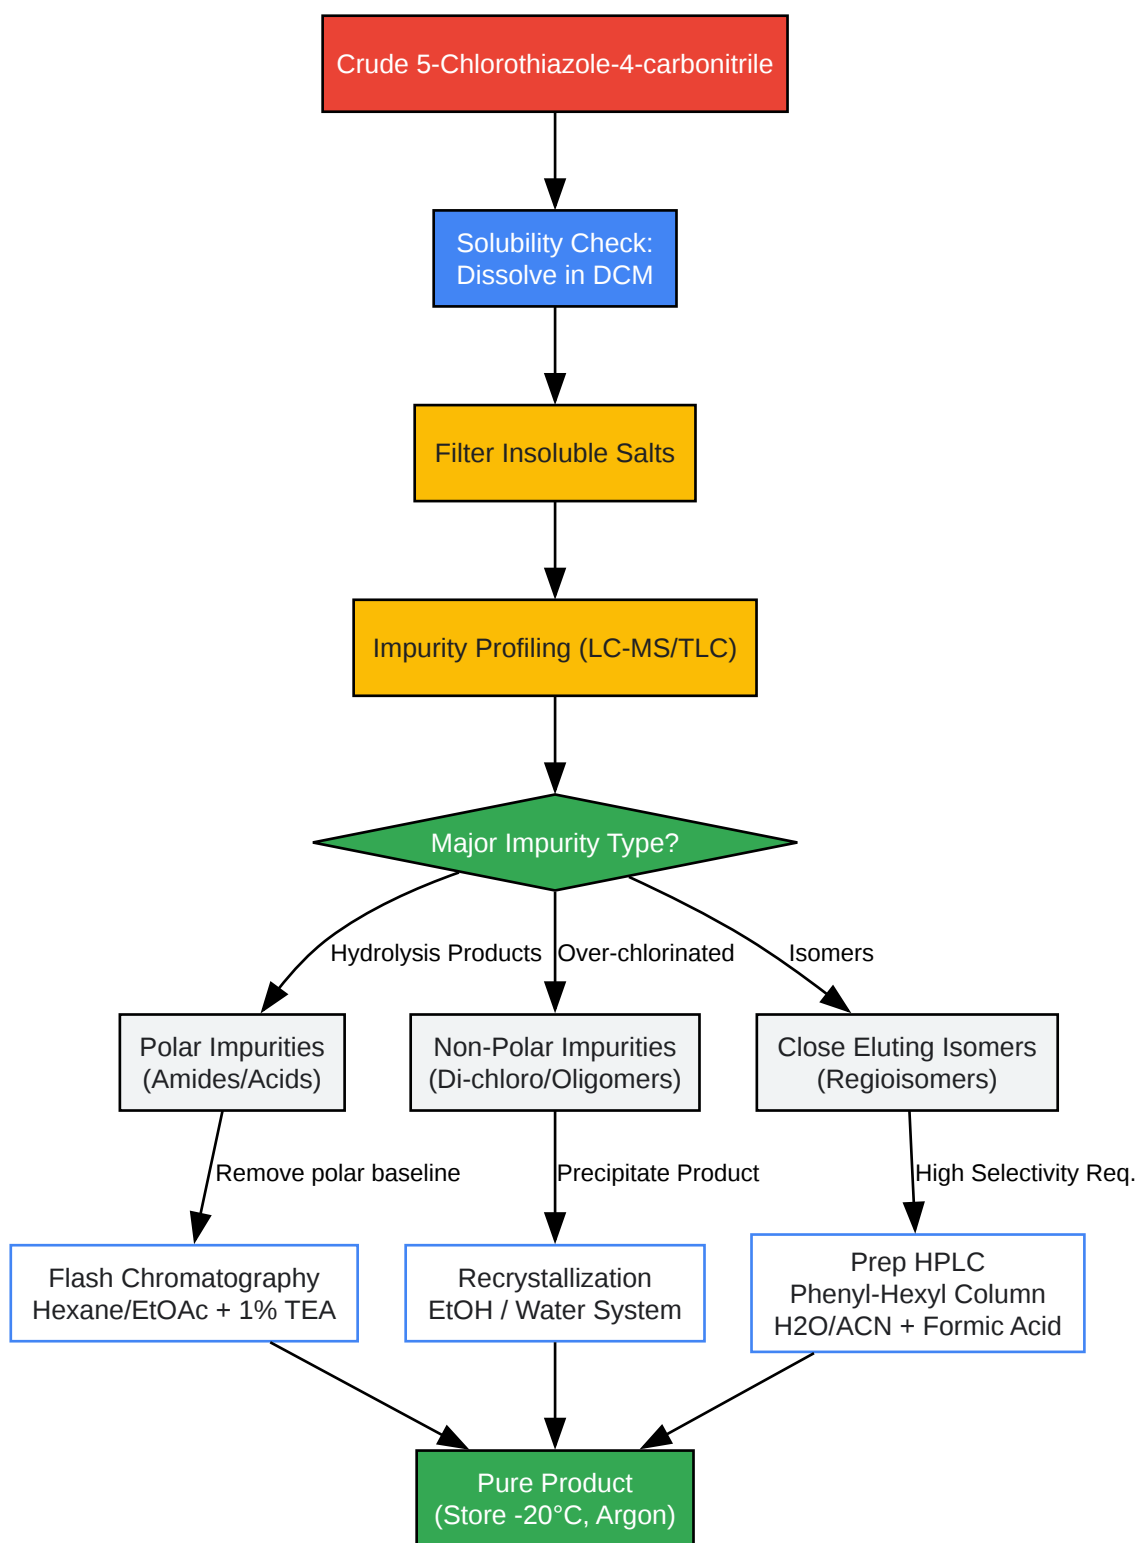 Crude 5-Chlorothiazole-4-carbonitrile
Solubility Check:
Dissolve in DCM
Filter Insoluble Salts
Impurity Profiling (LC-MS/TLC)
Major Impurity Type?
Hydrolysis Products
Over-chlorinated
Isomers
Polar Impurities
(Amides/Acids)
Non-Polar Impurities
(Di-chloro/Oligomers)
Close Eluting Isomers
(Regioisomers)
Remove polar baseline
Precipitate Product
High Selectivity Req.
Flash Chromatography
Hexane/EtOAc + 1% TEA
Recrystallization
EtOH / Water System
Prep HPLC
Phenyl-Hexyl Column
H2O/ACN + Formic Acid
Pure Product
(Store -20°C, Argon)